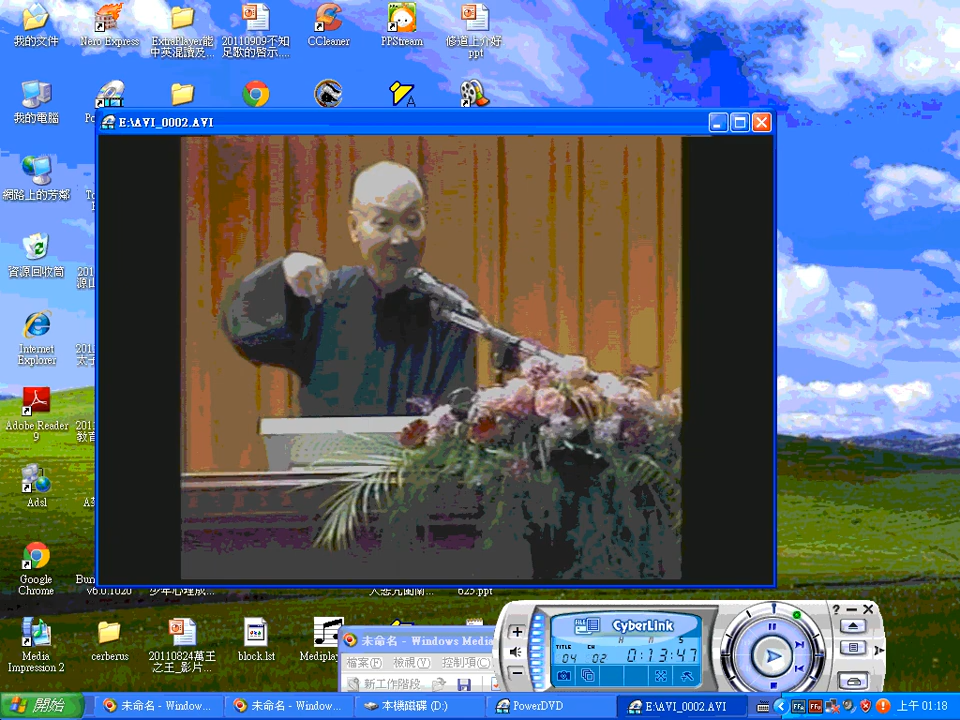 我的文件
Nero Express
ExtraPlayer能
中英混讀及...
20110909不知
足歌的啓示....
CCleaner
PPStream
修道上介好
ppt
我的電腦
E:\AVI_0002.AVI
網路上的芳鄰
資源回收筒
Internet
Explorer
Adobe Reader
9
Adsl
Google
Chrome
v6.0.1020
625.ppt
Media
Impression 2
cerberus
20110824萬王
之王_影片...
block.lst
未命名 - Windows Media
檔案(F)
檢視(V)
控制項(C)
新工作階段
CyberLink
H M S
TITLE
CH
04 02 0:13:47
開始
未命名 - Window...
未命名 - Window...
本機磁碟 (D:)
PowerDVD
E:\AVI_0002.AVI
上午 01:18